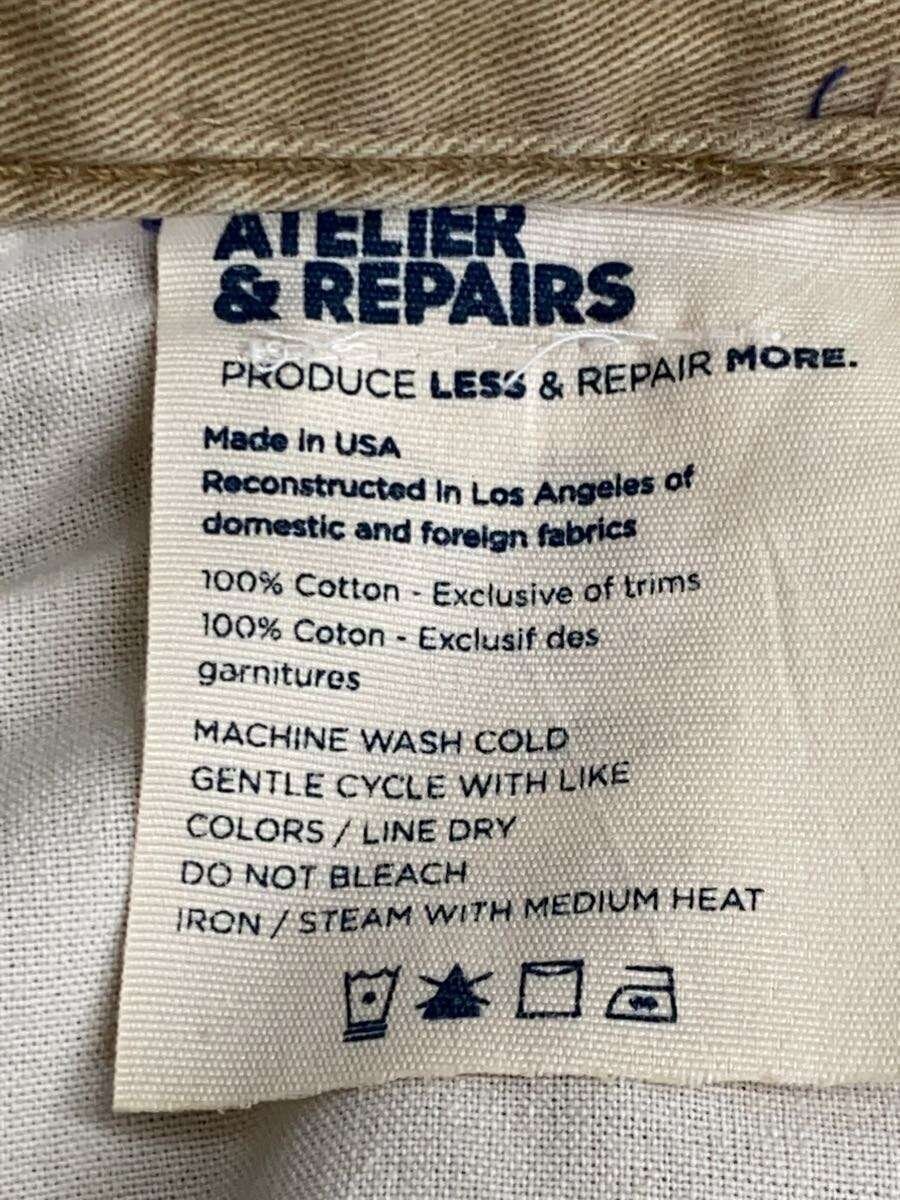 ATELIER
& REPAIRS
PRODUCE LESS & REPAIR MORE.
Made in USA
Reconstructed in Los Angeles of
domestic and foreign fabrics
100% Cotton - Exclusive of trims
100% Coton - Exclusif des
garnitures
MACHINE WASH COLD
GENTLE CYCLE WITH LIKE
COLORS / LINE DRY
DO NOT BLEACH
IRON / STEAM WITH MEDIUM HEAT